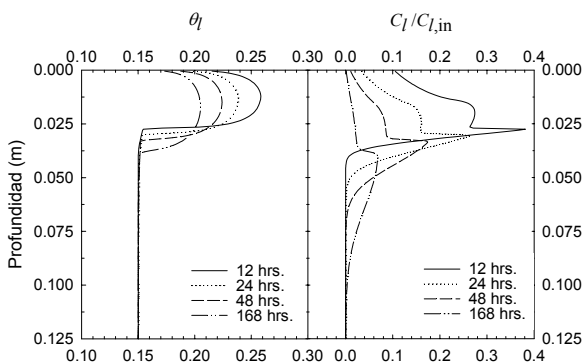 θl
Cl/Cl,in
0.10 0.15 0.20 0.25 0.30
0.0 0.1 0.2 0.3 0.4
0.000 0.000
0.025 0.025
0.050 0.050
0.075 0.075
0.100 0.100
0.125 0.125
Profundidad (m)
12 hrs.
24 hrs.
48 hrs.
168 hrs.
12 hrs.
24 hrs.
48 hrs.
168 hrs.
0.10 0.15 0.20 0.25 0.30
0.0 0.1 0.2 0.3 0.4